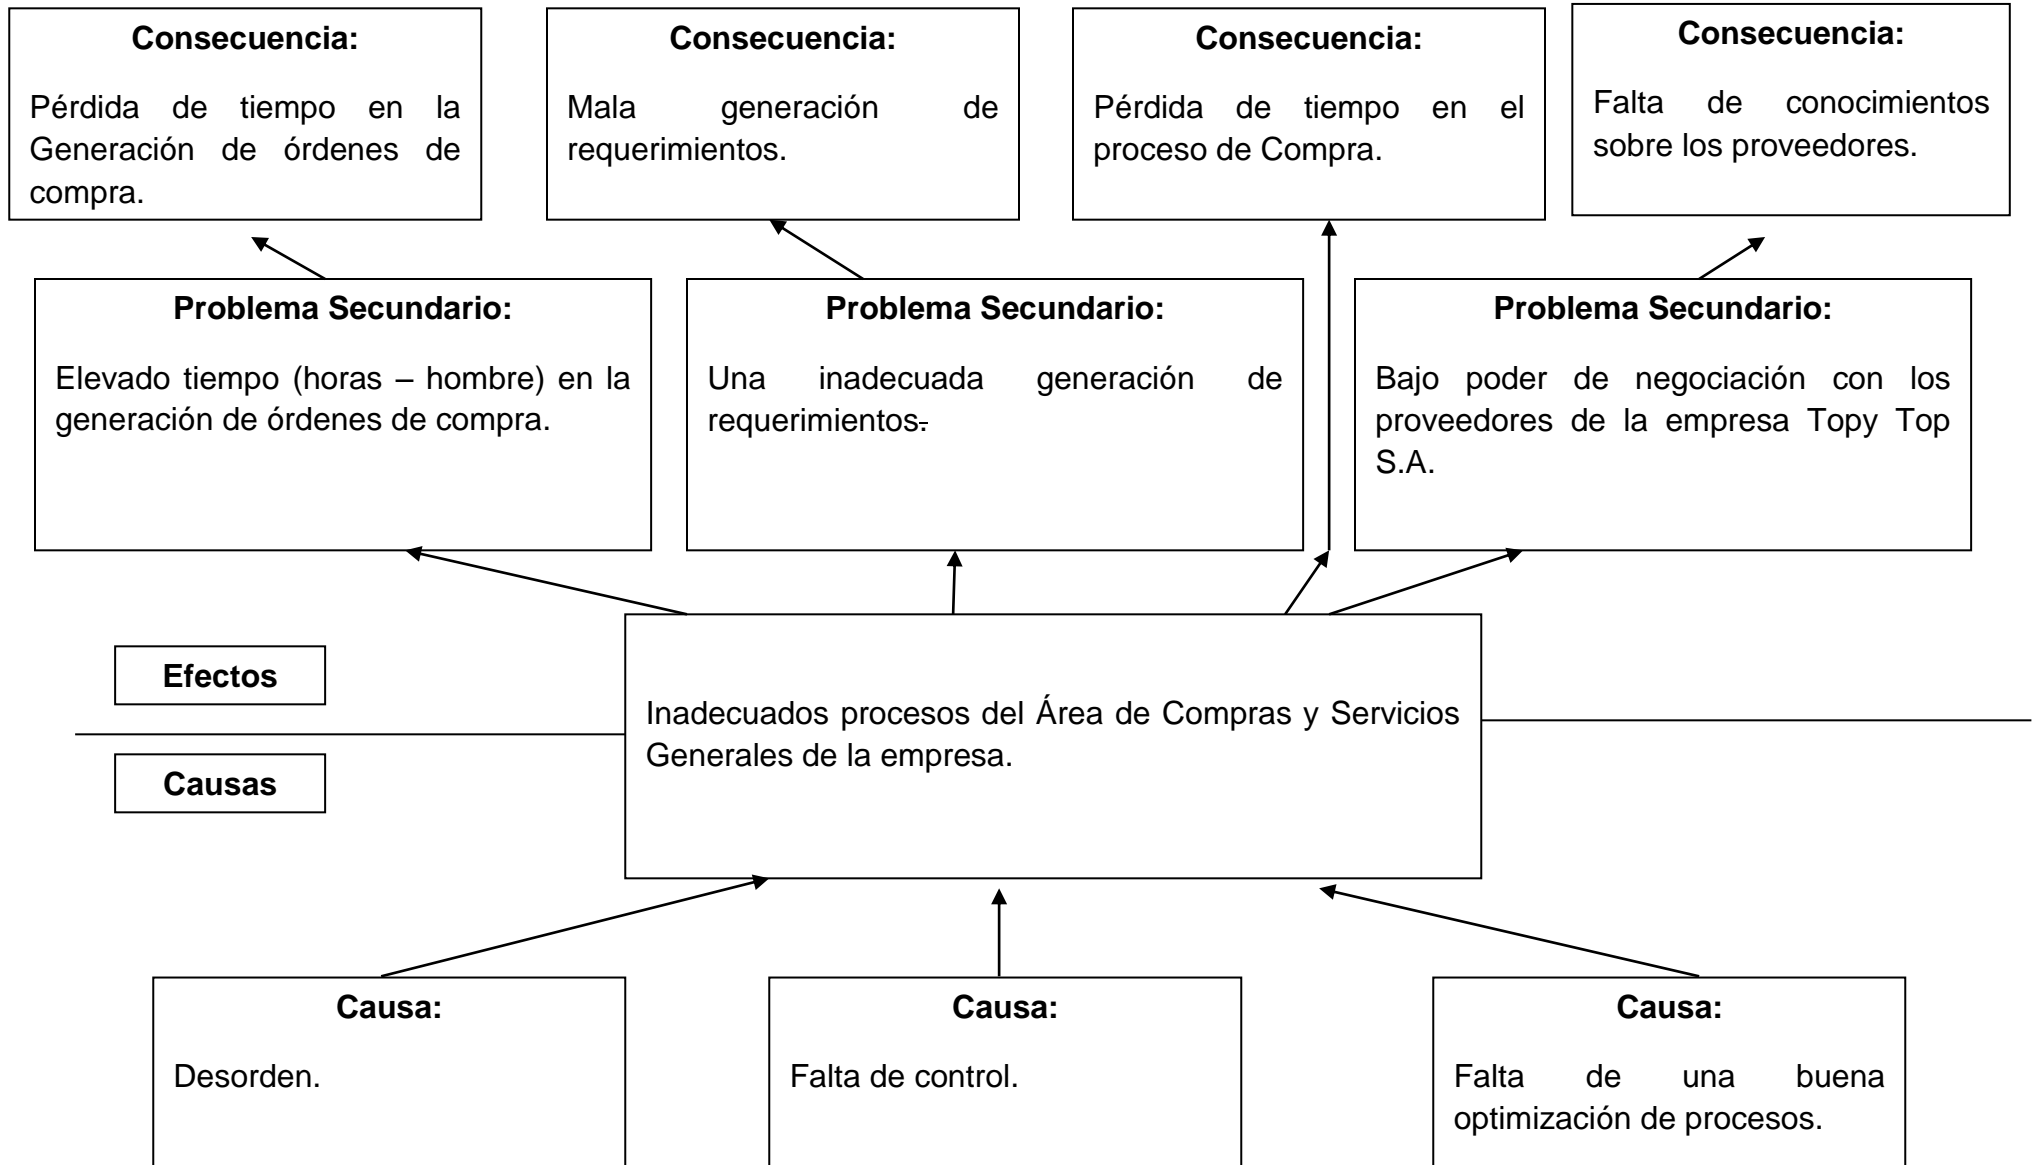 Consecuencia:
Pérdida de tiempo en la
Generación de órdenes de
compra.
Consecuencia:
Mala generación de
requerimientos.
Consecuencia:
Pérdida de tiempo en el
proceso de Compra.
Consecuencia:
Falta de conocimientos
sobre los proveedores.
Problema Secundario:
Elevado tiempo (horas – hombre) en la
generación de órdenes de compra.
Problema Secundario:
Una inadecuada generación de
requerimientos.
Problema Secundario:
Bajo poder de negociación con los
proveedores de la empresa Topy Top
S.A.
Efectos
Inadecuados procesos del Área de Compras y Servicios
Generales de la empresa.
Causas
Causa:
Desorden.
Causa:
Falta de control.
Causa:
Falta de una buena
optimización de procesos.